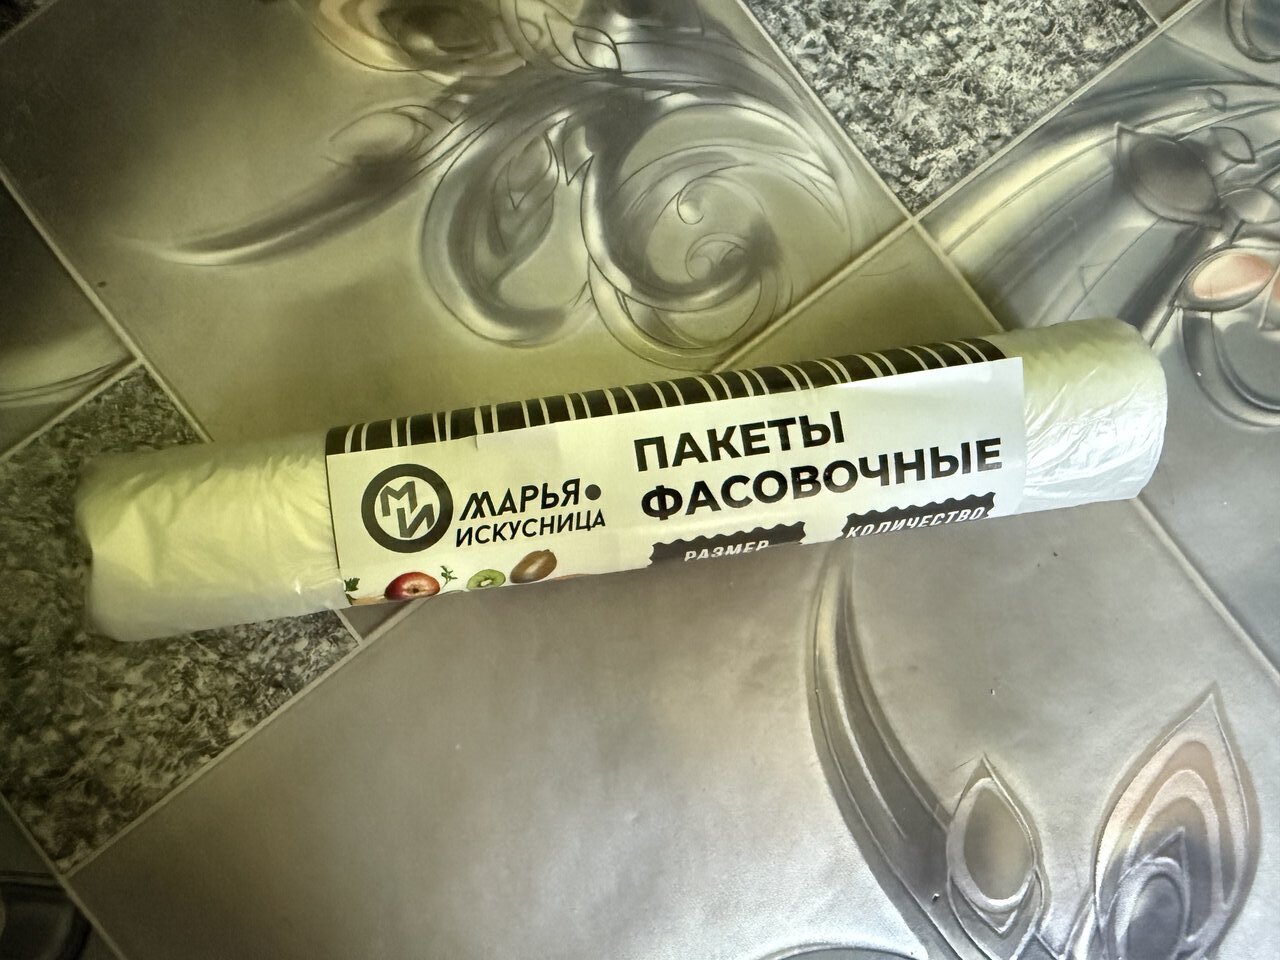 МИ
МАРЬЯ
ИСКУСНИЦА
ПАКЕТЫ
ФАСОВОЧНЫЕ
РАЗМЕР
КОЛИЧЕСТВО